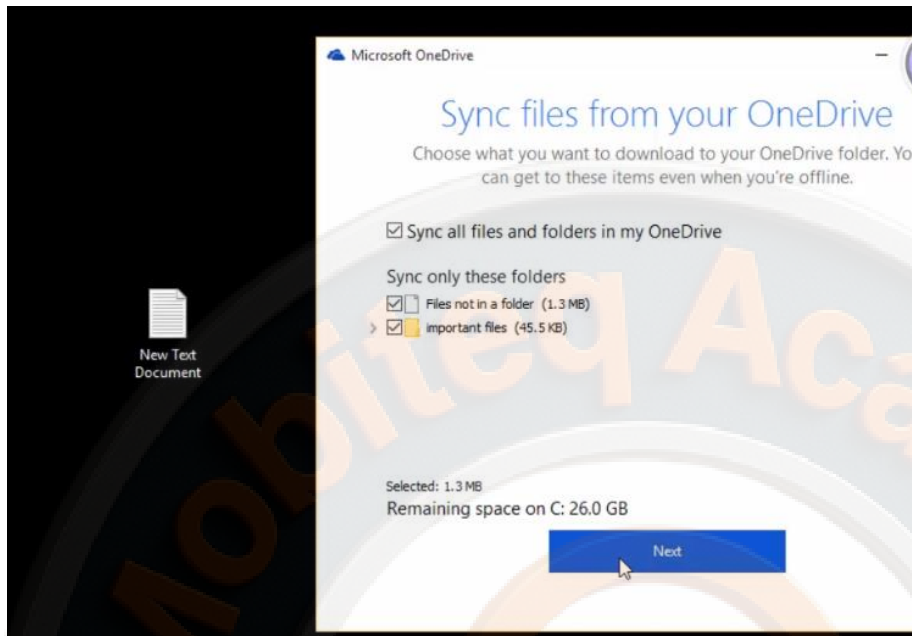 Microsoft OneDrive
Sync files from your OneDrive
Choose what you want to download to your OneDrive folder. Yo
can get to these items even when you're offline.
Sync all files and folders in my OneDrive
Sync only these folders
Files not in a folder (1.3 MB)
important files (45.5 KB)
New Text
Document
Selected: 1.3 MB
Remaining space on C: 26.0 GB
Next
Mobiteq Aca